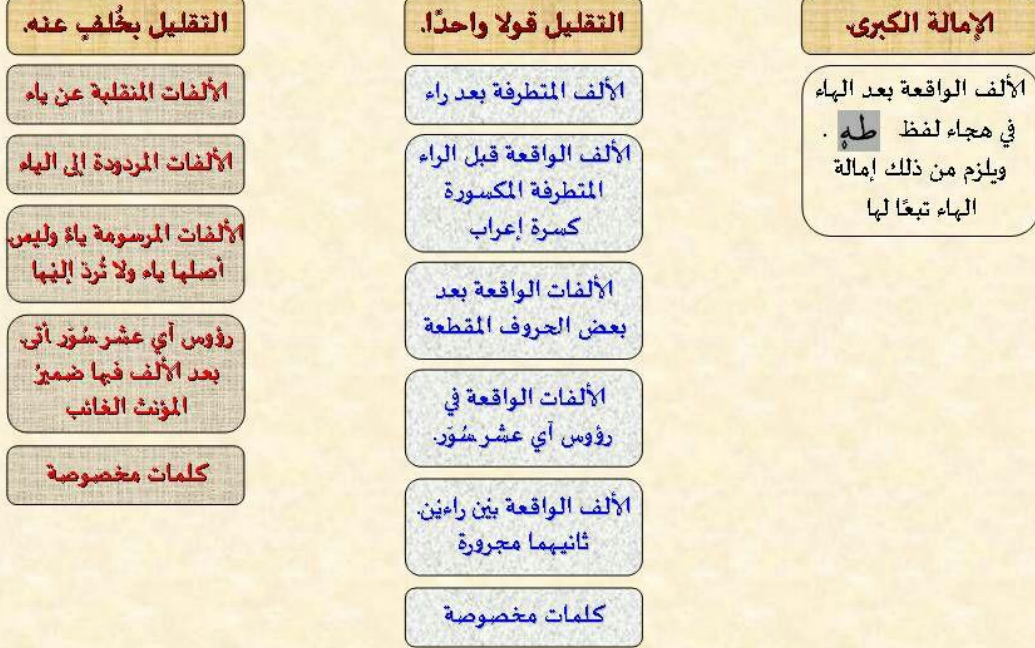 الإمالة الكبرى
الألف الواقعة بعد الهاء
في هجاء لفظ طهِ .
ويلزم من ذلك إمالة
الهاء تبعًا لها
التقليل قولا واحدًا.
الألف المتطرفة بعد راء
الألف الواقعة قبل الراء
المتطرفة المكسورة
كسرة إعراب
الألفات الواقعة بعد
بعض الحروف المقطعة
الألفات الواقعة في
رؤوس آي عشر سُوَر.
الألف الواقعة بيْن راءيْن.
ثانيهما مجرورة
كلمات مخصوصة
التقليل بخُلفٍ عنه.
الألفات المنقلبة عن ياء
الألفات المردودة إلى الياء
الألفات المرسومة ياءً وليس
أصلها ياء ولا تُردّ إليْها
رؤوس آي عشر سُوَر أتى
بعد الألف فيها ضميرُ
المؤنث الغائب
كلمات مخصوصة